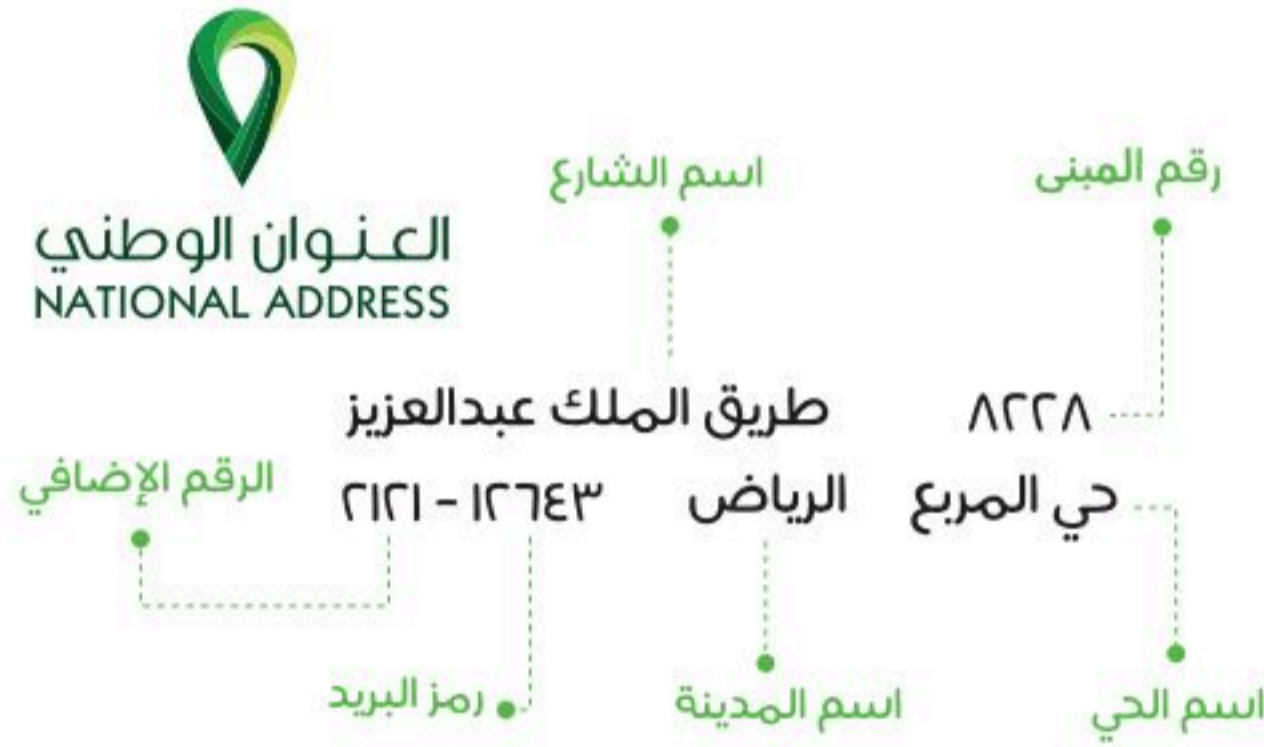 العنوان الوطني
NATIONAL ADDRESS
رقم المبنى
اسم الشارع
٨٢٢٨ طريق الملك عبدالعزيز
حي المربع الرياض ١٢٦٤٣ - ٢١٢١
الرقم الإضافي
اسم الحي
اسم المدينة
رمز البريد